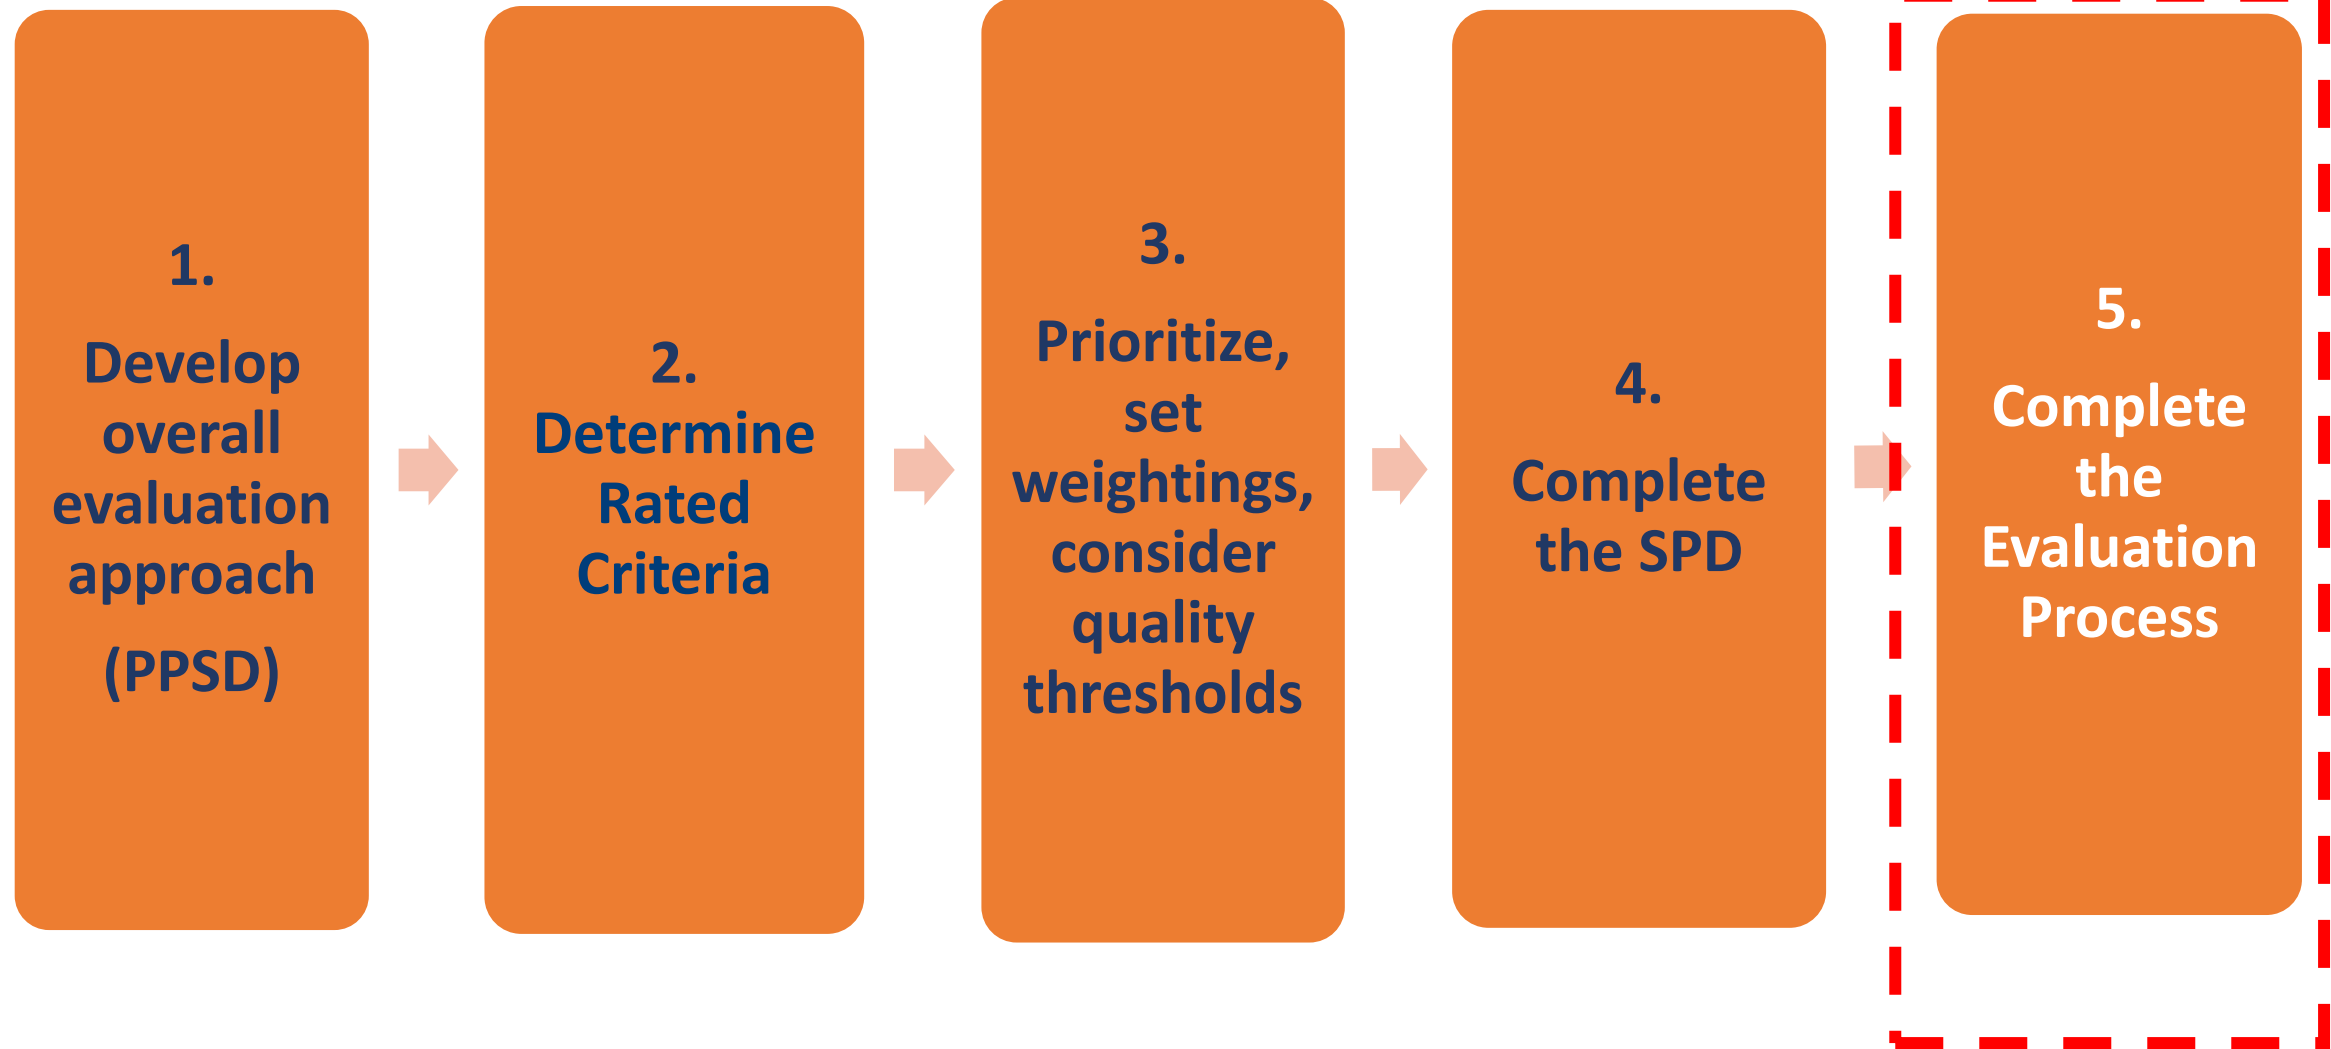 1.
Develop
overall
evaluation
approach
(PPSD)
2.
Determine
Rated
Criteria
3.
Prioritize,
set
weightings,
consider
quality
thresholds
4.
Complete
the SPD
5.
Complete
the
Evaluation
Process